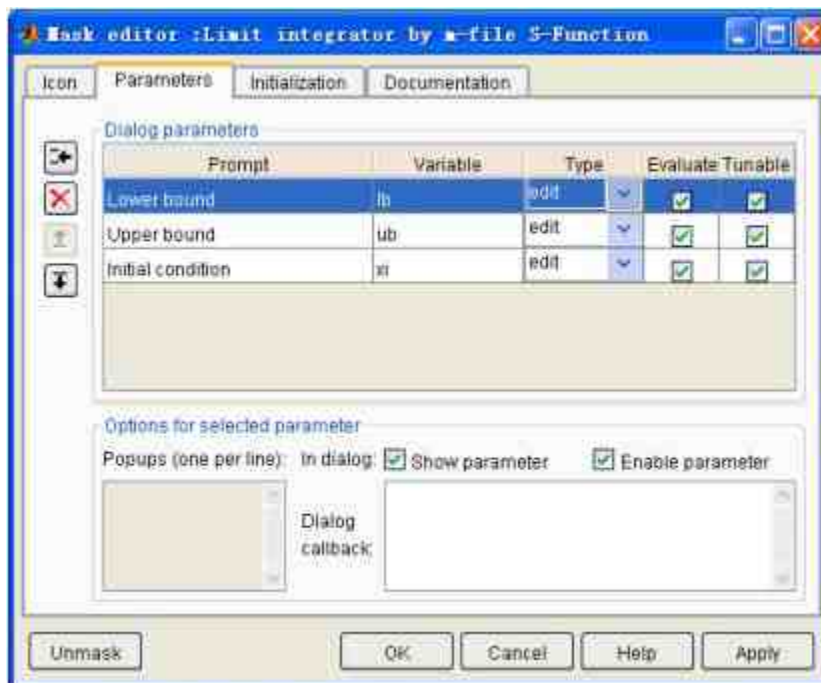 Mask editor :Limit integrator by m-file S-Function
Icon Parameters Initialization Documentation
Dialog parameters
Prompt Variable Type Evaluate Tunable
Lower bound lb edit
Upper bound ub edit
Initial condition xi edit
Options for selected parameter
Popups (one per line): In dialog: Show parameter Enable parameter
Dialog
callback:
Unmask OK Cancel Help Apply